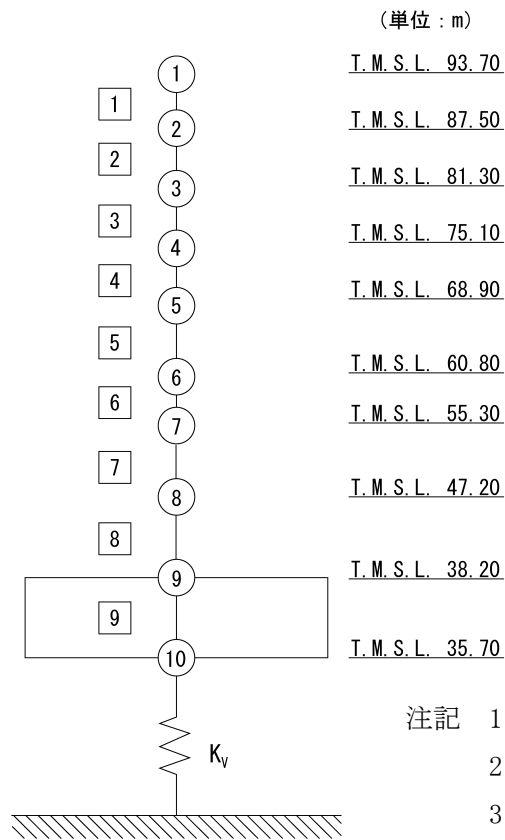 (単位：m)
① T.M.S.L. 93.70
1
② T.M.S.L. 87.50
2
③ T.M.S.L. 81.30
3
④ T.M.S.L. 75.10
4
⑤ T.M.S.L. 68.90
5
⑥ T.M.S.L. 60.80
6
⑦ T.M.S.L. 55.30
7
⑧ T.M.S.L. 47.20
8
⑨ T.M.S.L. 38.20
9
⑩ T.M.S.L. 35.70
注記 1
Kv
2
3